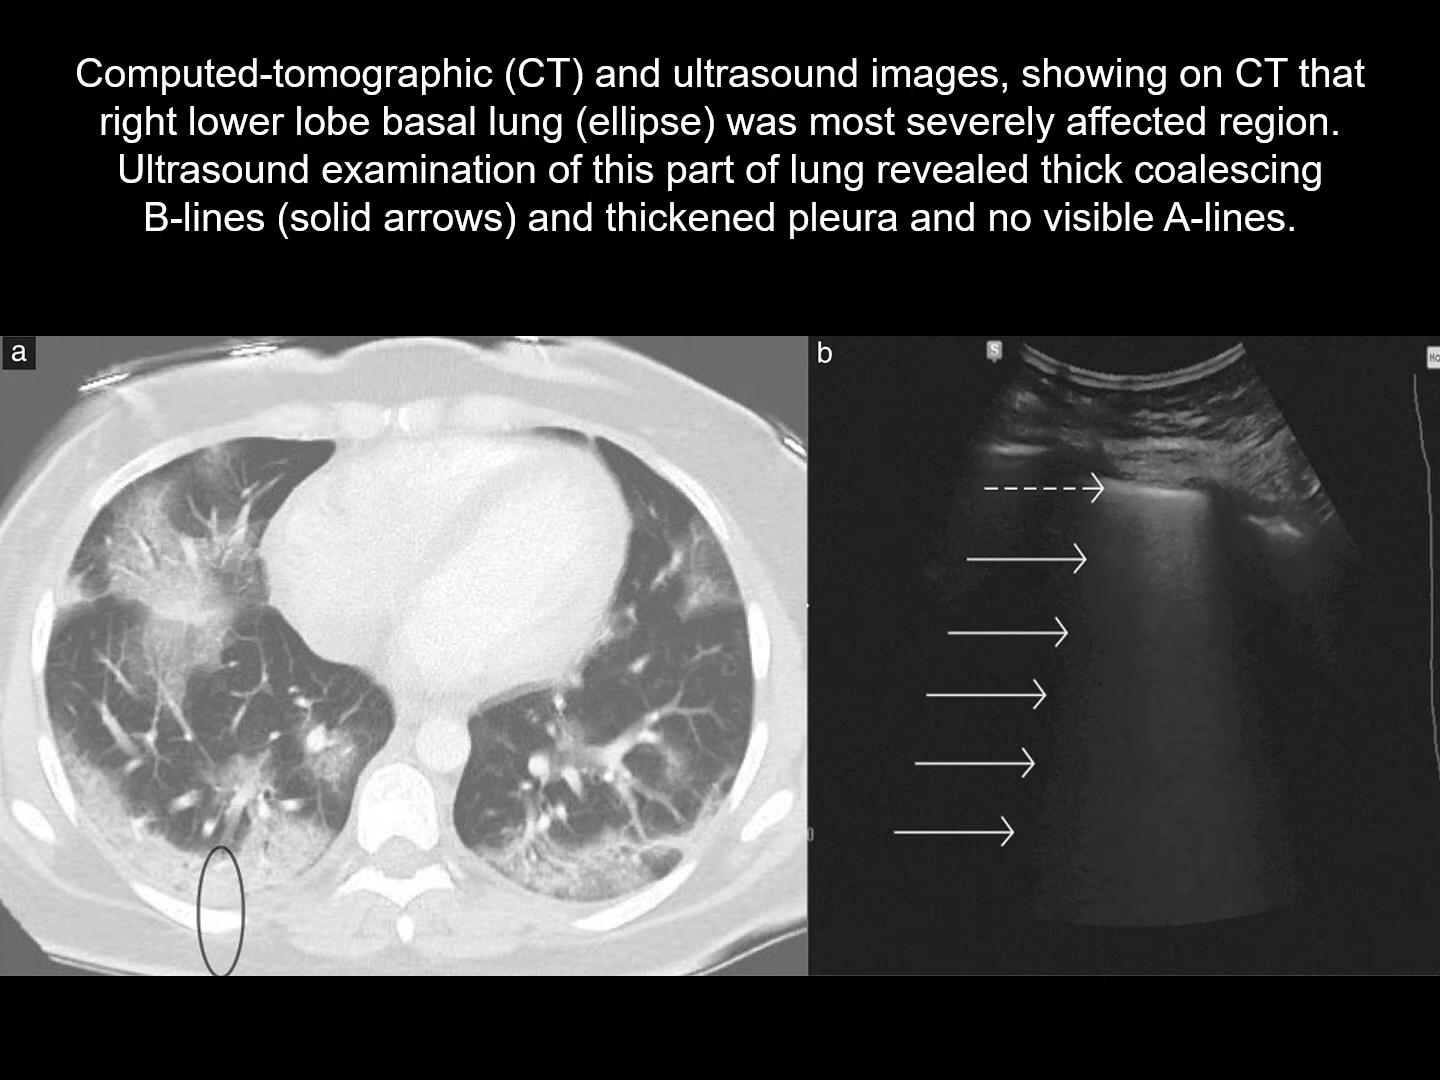 Computed-tomographic (CT) and ultrasound images, showing on CT that
right lower lobe basal lung (ellipse) was most severely affected region.
Ultrasound examination of this part of lung revealed thick coalescing
B-lines (solid arrows) and thickened pleura and no visible A-lines.
a
b
S